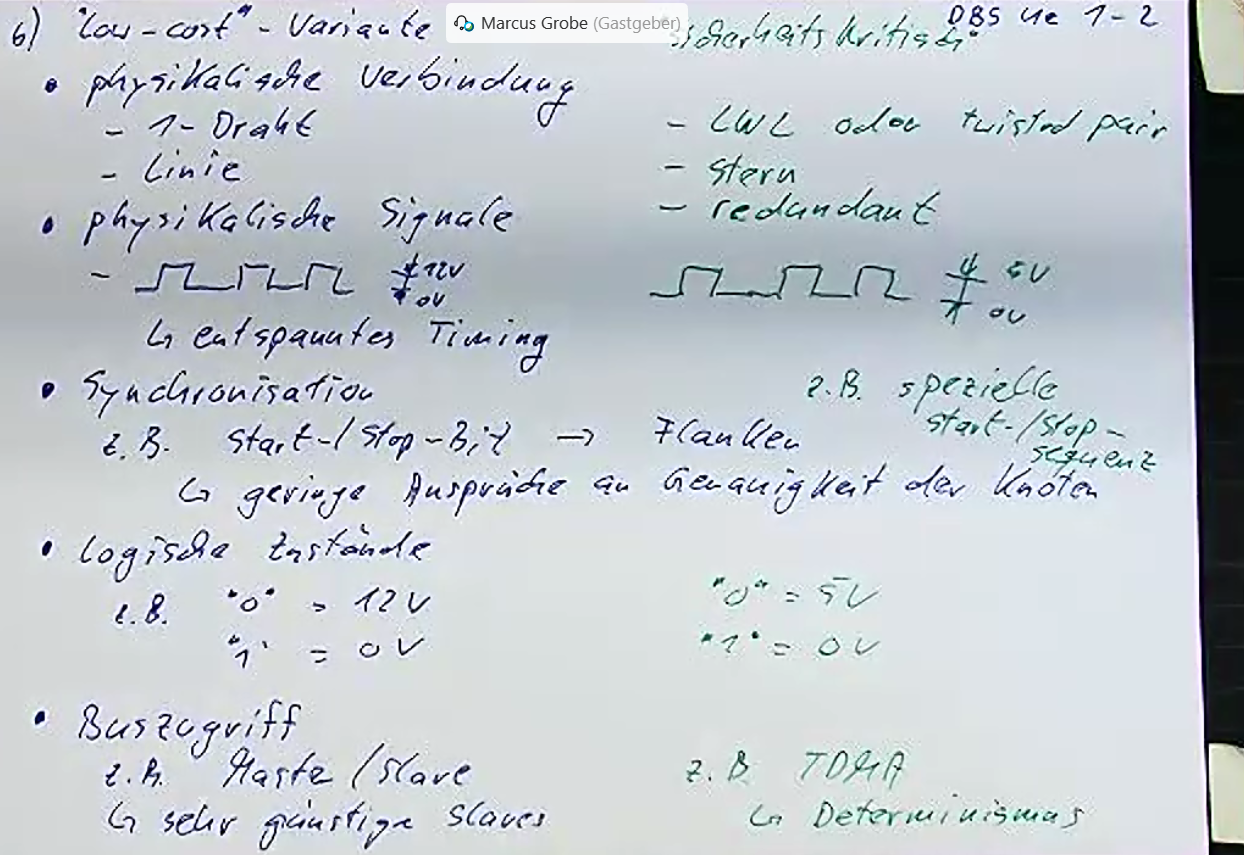 DBS UE 1-2
6) "low-cost"-Variante
Marcus Grobe (Gastgeber)
sicherheitskritisch"
• physikalische Verbindung
- 1-Draht
- LWL oder twisted pair
- Linie
- Stern
- redundant
• physikalische Signale
- 12V
0V
5V
0V
↳ entspanntes Timing
• Synchronisation
z.B. spezielle
Start-/Stop-
sequenz
z.B. Start-/Stop-Bit → Flanken
↳ geringe Ansprüche an Genauigkeit der Knoten
• logische Zustände
z.B. "0" = 12V
"0" = 5V
"1" = 0V
"1" = 0V
• Buszugriff
z.B. Master/Slave
z.B. TDMA
↳ sehr günstige Slaves
↳ Determinismus